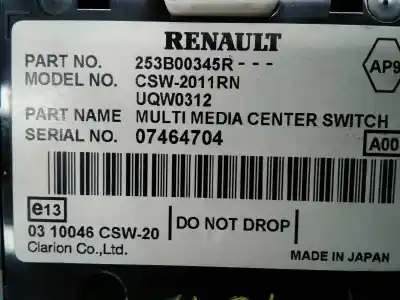 RENAULT
PART NO. 253B00345R - - -
AP9
MODEL NO. CSW-2011RN
UQW0312
PART NAME MULTI MEDIA CENTER SWITCH
SERIAL NO. 07464704
A00
e13
DO NOT DROP
03 10046 CSW-20
Clarion Co.,Ltd.
MADE IN JAPAN